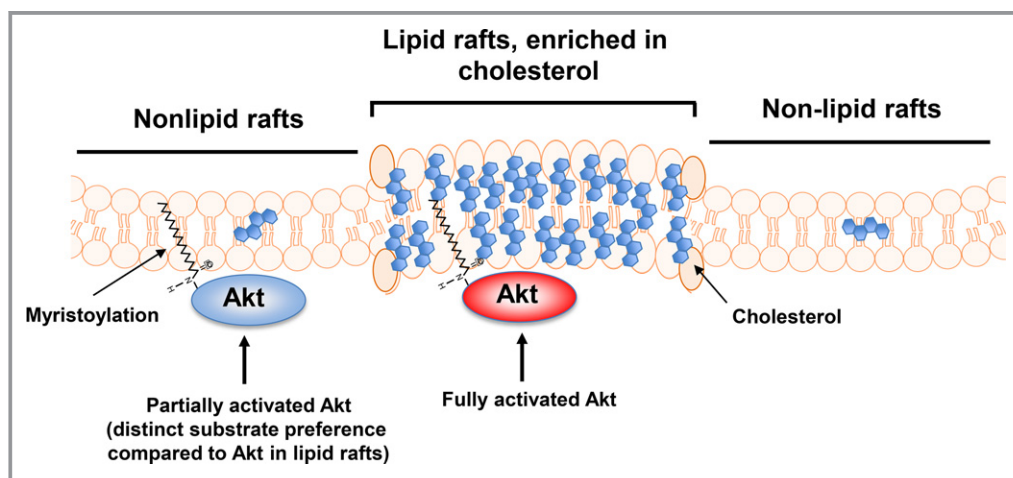 Lipid rafts, enriched in
cholesterol
Nonlipid rafts
Non-lipid rafts
Akt
Akt
Myristoylation
Cholesterol
Partially activated Akt
(distinct substrate preference
compared to Akt in lipid rafts)
Fully activated Akt